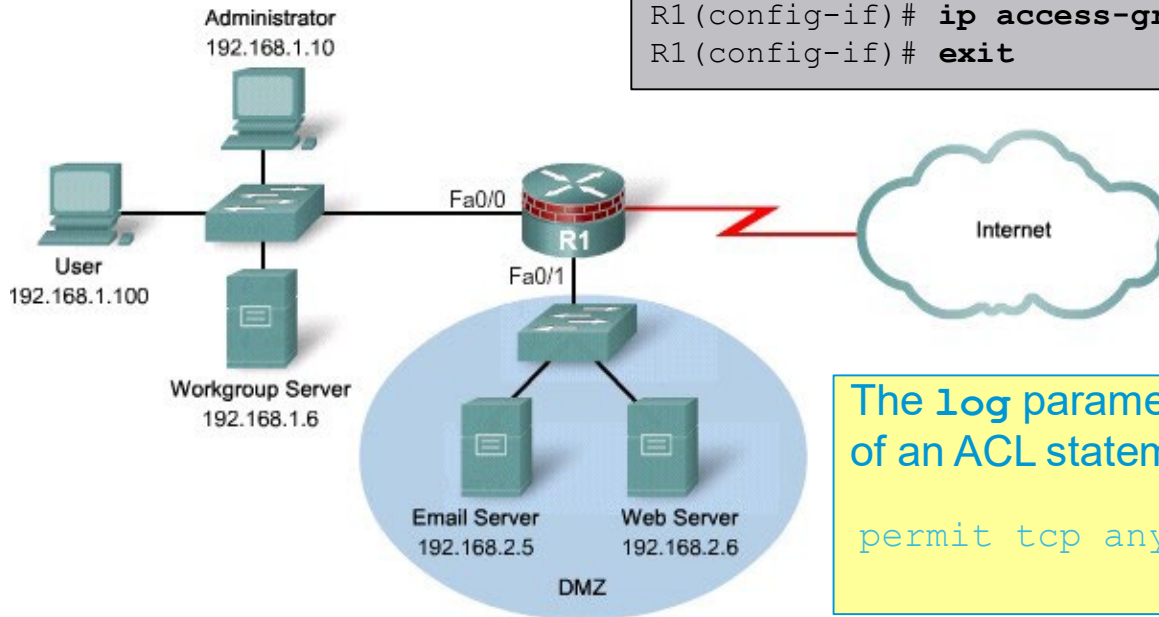 R1(config-if)# ip access-gr
R1(config-if)# exit
Administrator
192.168.1.10
User
192.168.1.100
Workgroup Server
192.168.1.6
Fa0/0
R1
Fa0/1
Internet
Email Server
192.168.2.5
Web Server
192.168.2.6
DMZ
The log parame
of an ACL statem
permit tcp any